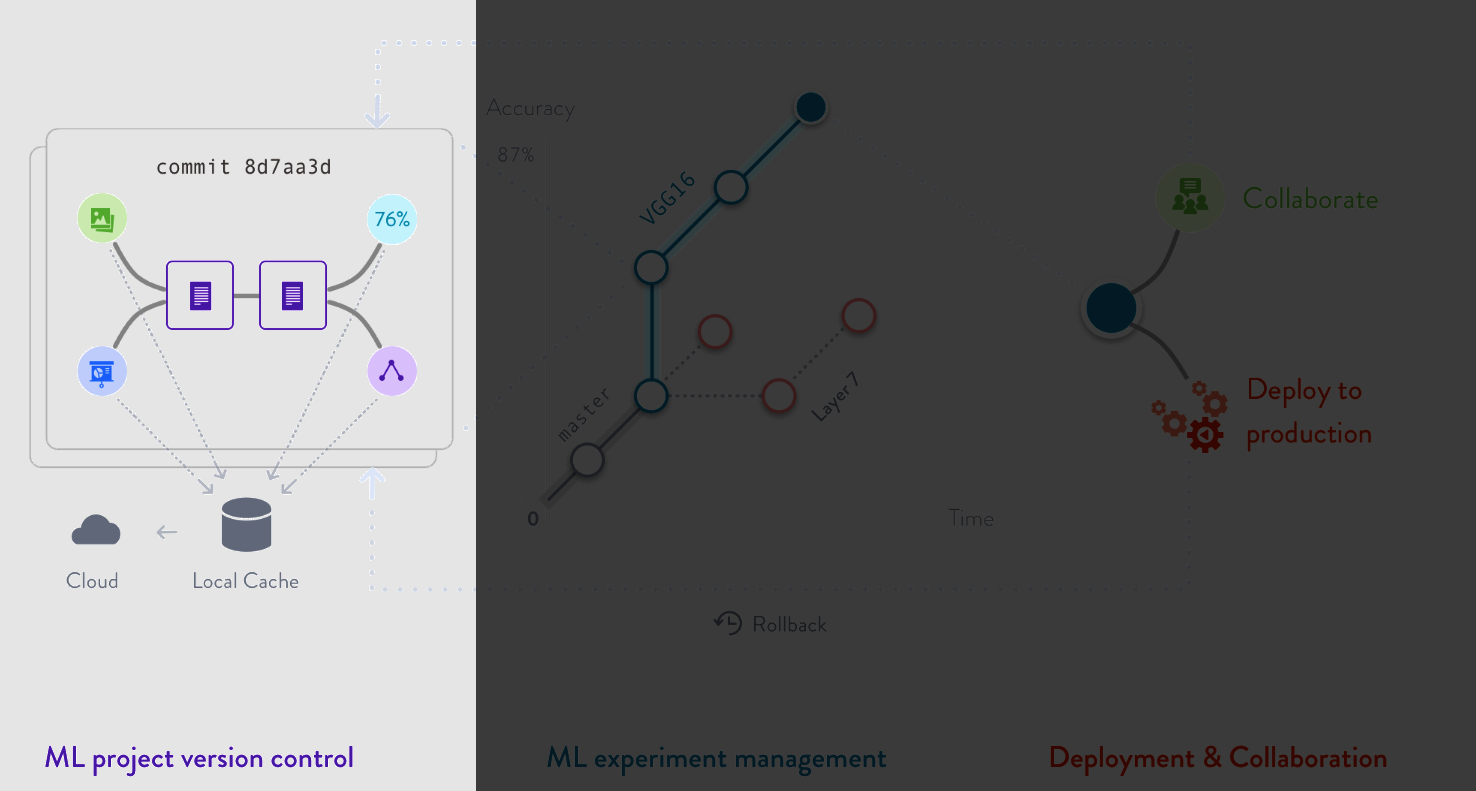 commit 8d7aa3d
76%
Cloud
Local Cache
ML project version control
Accuracy
87%
VGG16
master
Layer 7
0
Time
Rollback
ML experiment management
Collaborate
Deploy to
production
Deployment & Collaboration